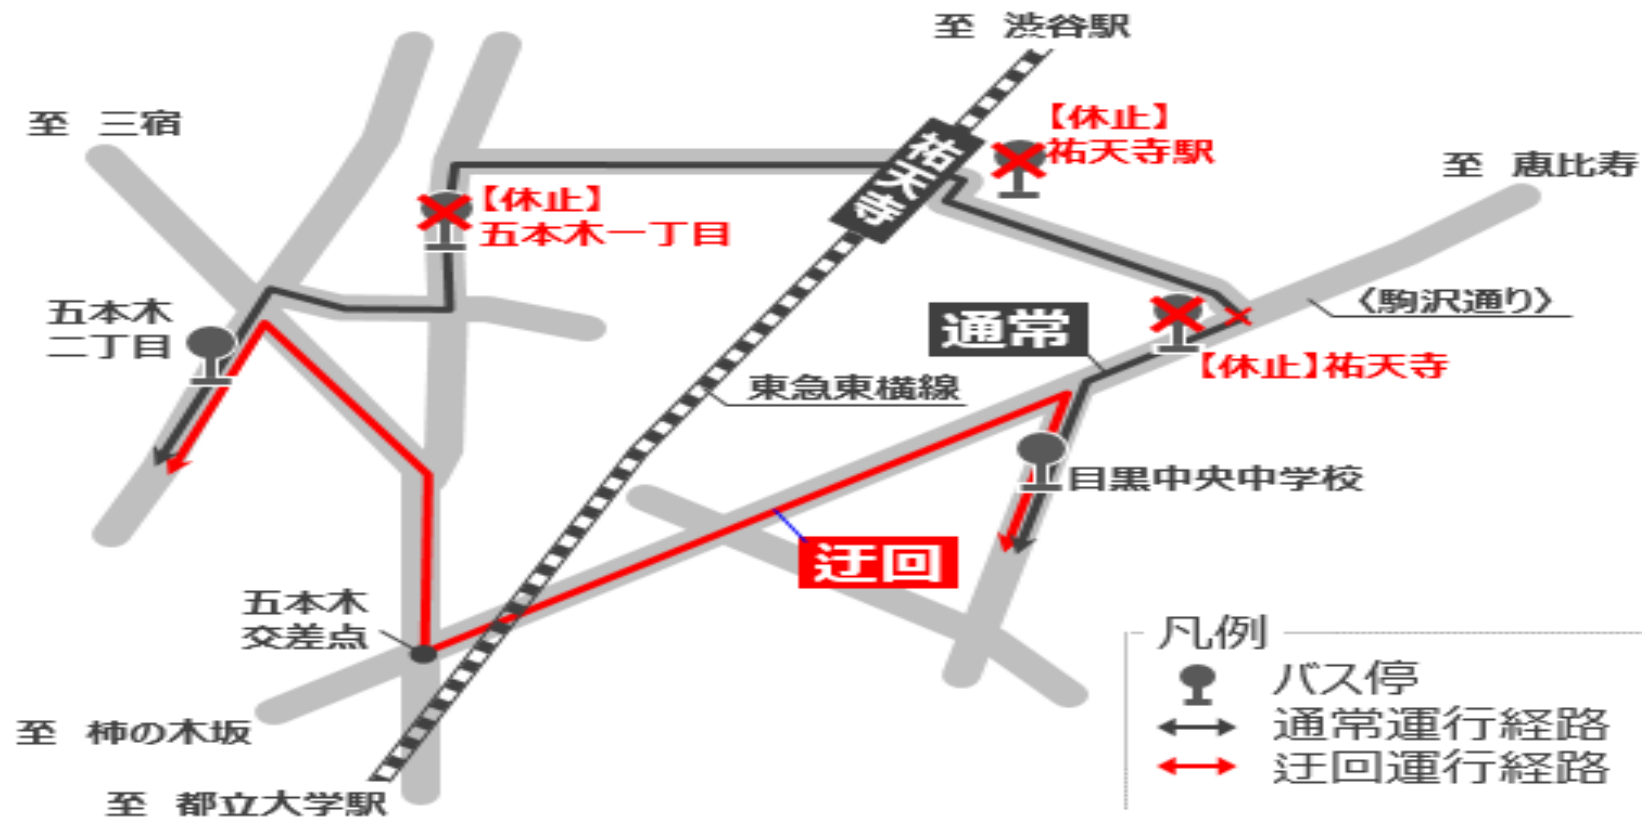 至 渋谷駅
【休止】
祐天寺駅
至 三宿
至 恵比寿
祐天寺
【休止】
五本木一丁目
五本木
二丁目
〈駒沢通り〉
通常
【休止】祐天寺
東急東横線
目黒中央中学校
迂回
五本木
交差点
至 柿の木坂
至 都立大学駅
凡例
バス停
通常運行経路
迂回運行経路